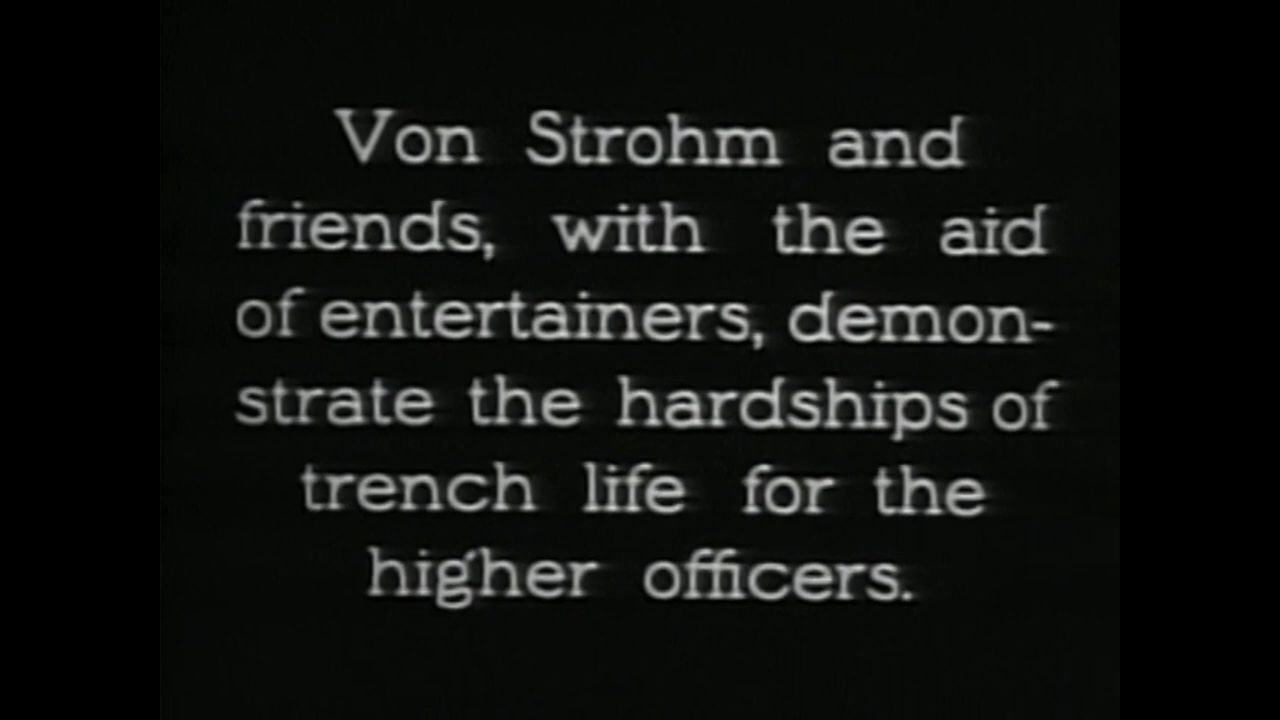 Von Strohm and
friends, with the aid
of entertainers, demon-
strate the hardships of
trench life for the
higher officers.